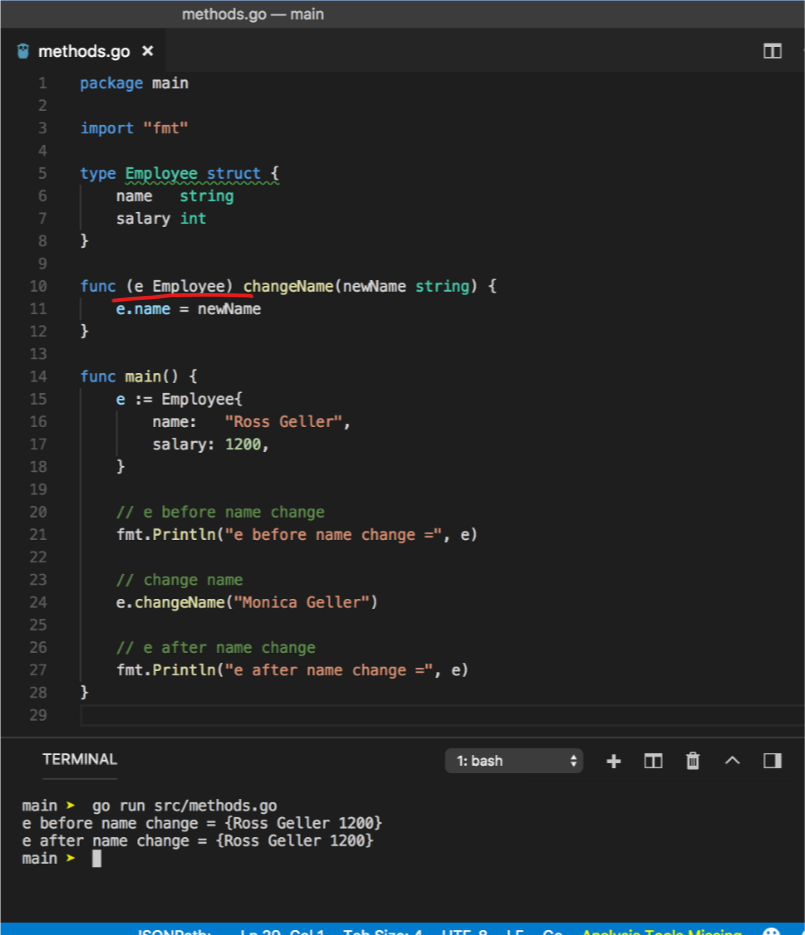 methods.go — main
methods.go ×
1 package main
2
3 import "fmt"
4
5 type Employee struct {
6     name   string
7     salary int
8 }
9
10 func (e Employee) changeName(newName string) {
11     e.name = newName
12 }
13
14 func main() {
15     e := Employee{
16         name:   "Ross Geller",
17         salary: 1200,
18     }
19
20     // e before name change
21     fmt.Println("e before name change =", e)
22
23     // change name
24     e.changeName("Monica Geller")
25
26     // e after name change
27     fmt.Println("e after name change =", e)
28 }
29
TERMINAL 1: bash
main ➤ go run src/methods.go
e before name change = {Ross Geller 1200}
e after name change = {Ross Geller 1200}
main ➤
JSONPath: Ln 29, Col 1 Tab Size: 4 UTF-8 LF Go Analysis Tools Missing